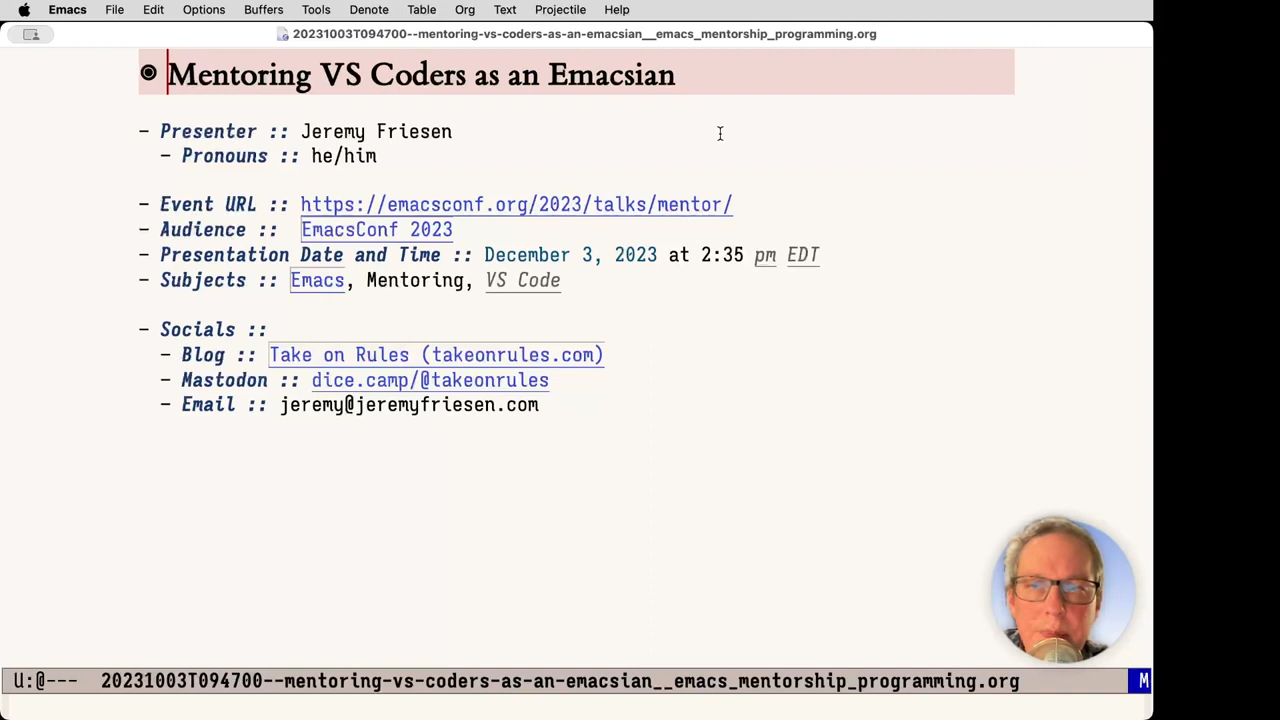 Emacs File Edit Options Buffers Tools Denote Table Org Text Projectile Help
20231003T094700--mentoring-vs-coders-as-an-emacsian__emacs_mentorship_programming.org
Mentoring VS Coders as an Emacsian
- Presenter :: Jeremy Friesen
- Pronouns :: he/him
- Event URL :: https://emacsconf.org/2023/talks/mentor/
- Audience :: EmacsConf 2023
- Presentation Date and Time :: December 3, 2023 at 2:35 pm EDT
- Subjects :: Emacs, Mentoring, VS Code
- Socials ::
- Blog :: Take on Rules (takeonrules.com)
- Mastodon :: dice.camp/@takeonrules
- Email :: jeremy@jeremyfriesen.com
U:@--- 20231003T094700--mentoring-vs-coders-as-an-emacsian__emacs_mentorship_programming.org M